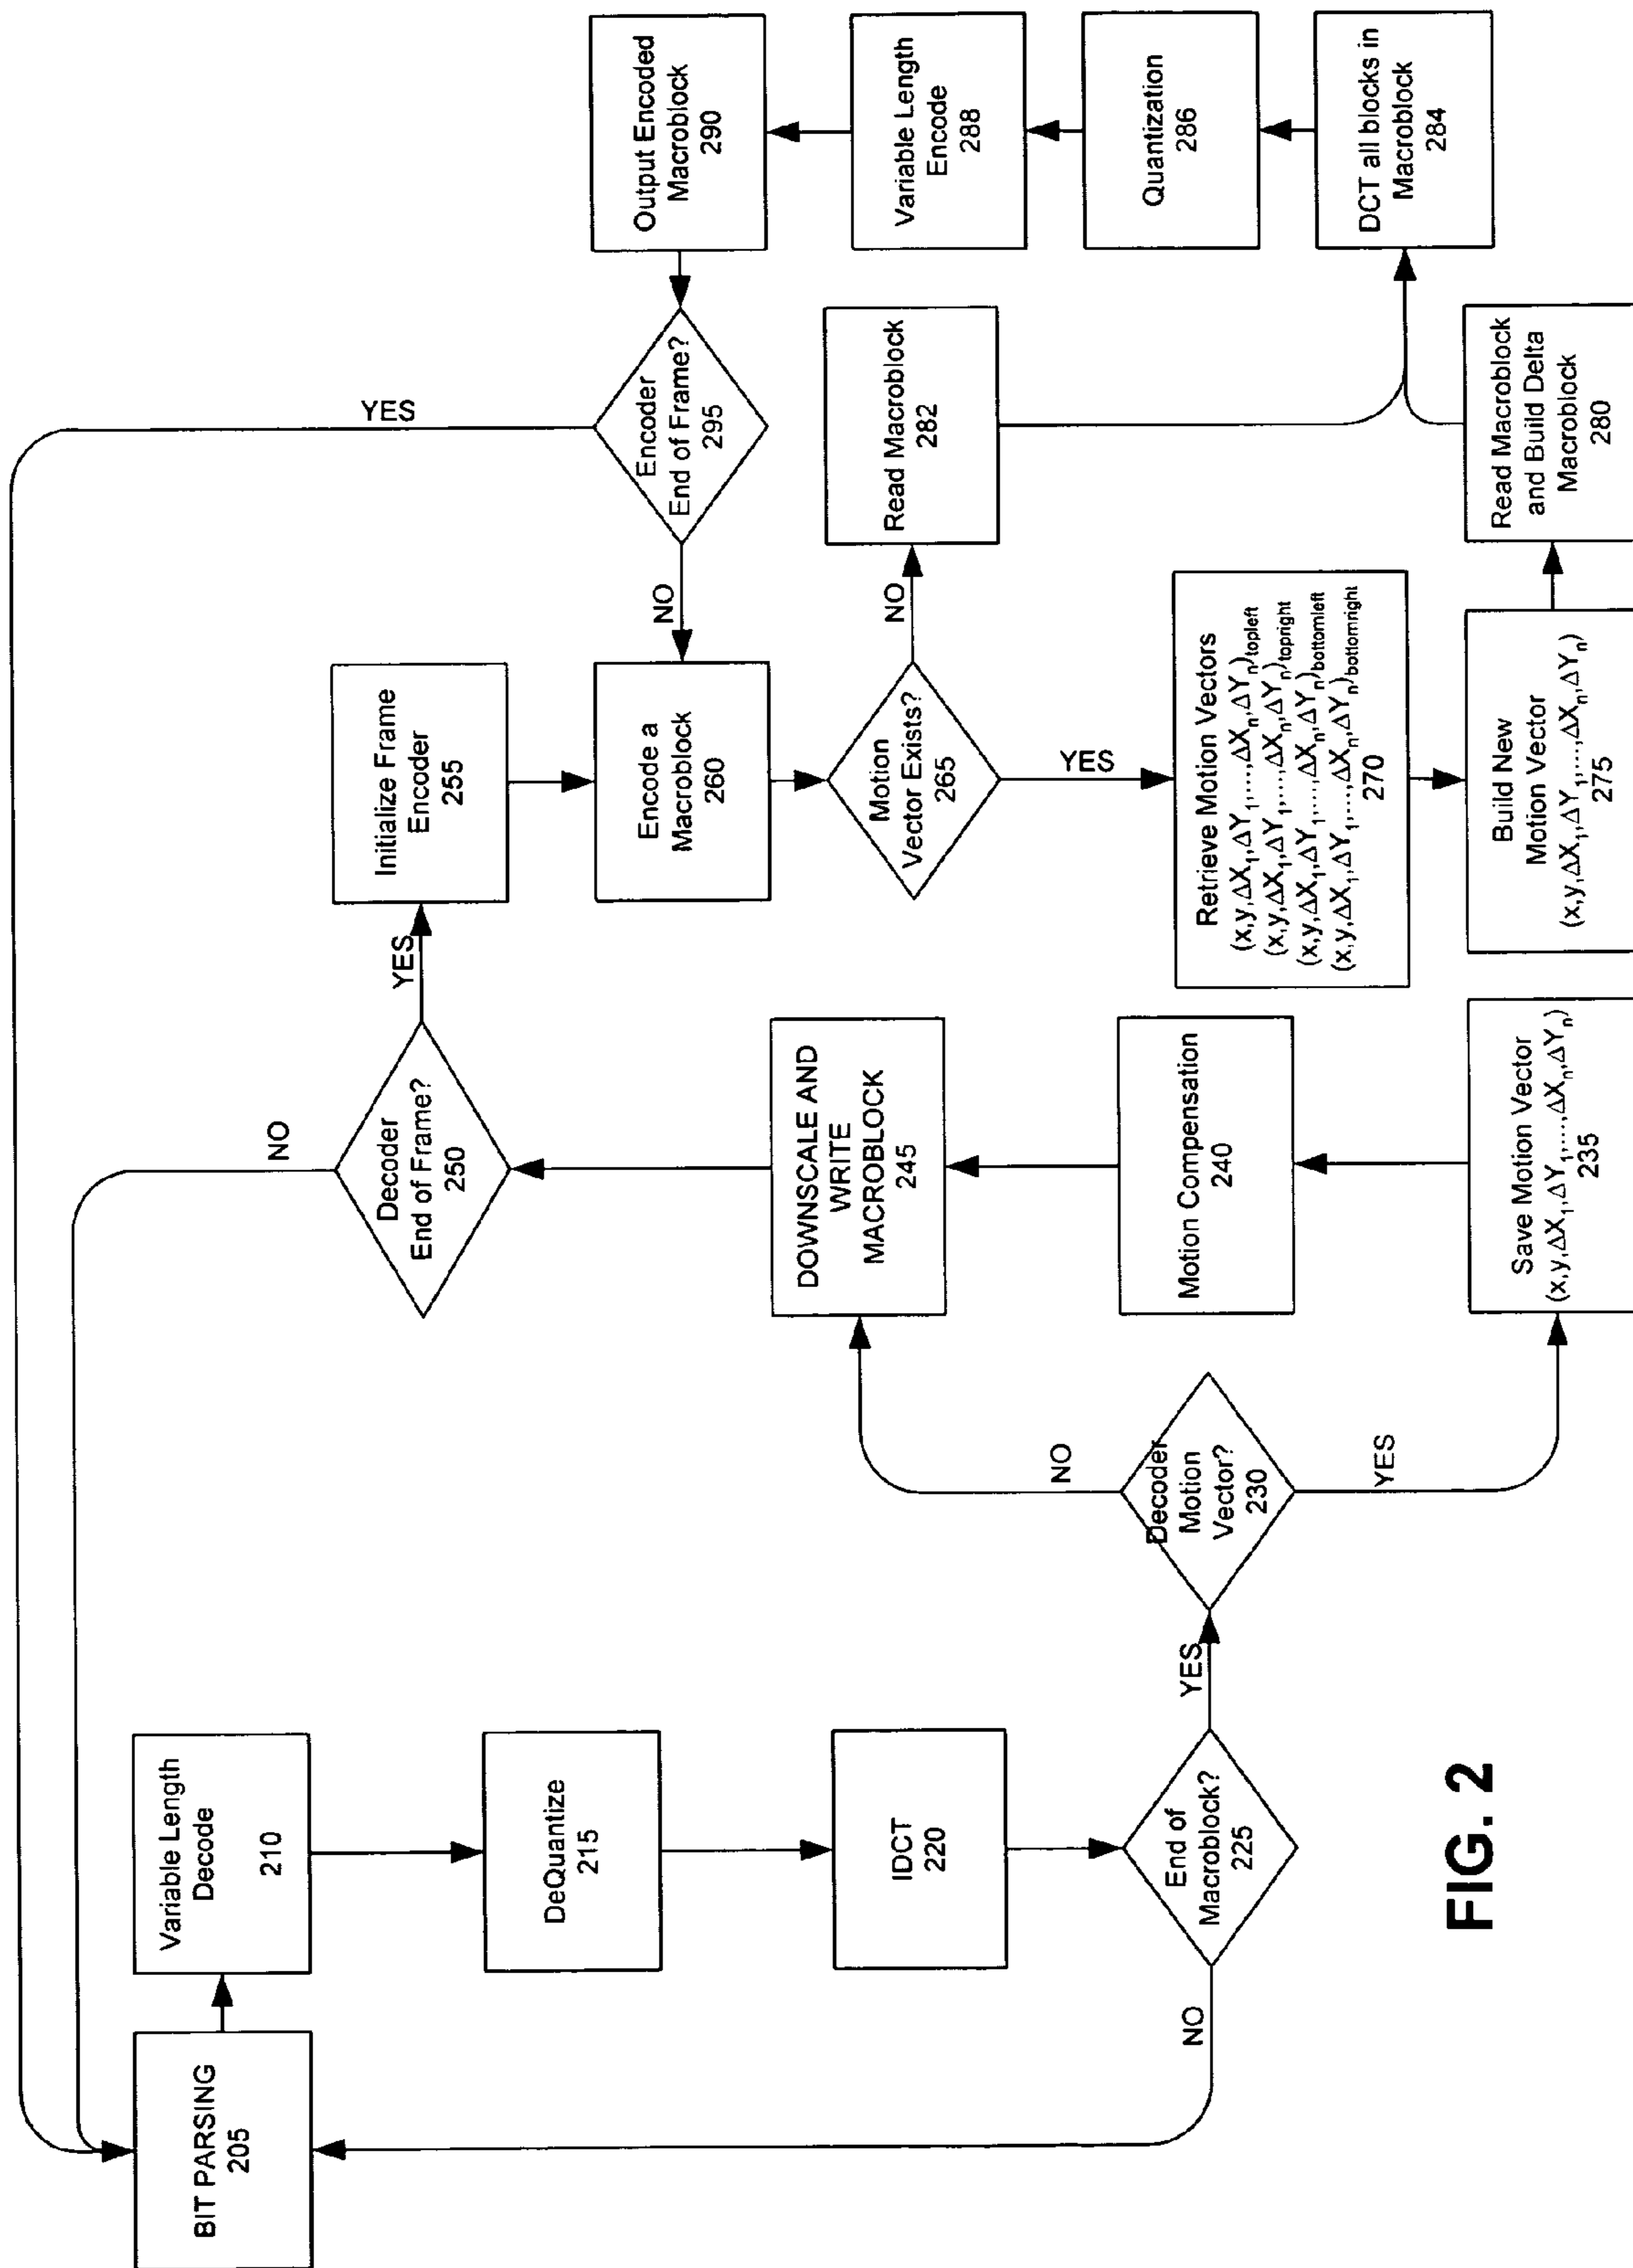 BIT PARSING
205
Variable Length
Decode
210
DeQuantize
215
IDCT
220
End of
Macroblock?
225
NO
YES
Decoder
Motion
Vector?
230
NO
YES
Save Motion Vector
(x,y,ΔX₁,ΔY₁,...,ΔXₙ,ΔYₙ)
235
Motion Compensation
240
DOWNSCALE AND
WRITE
MACROBLOCK
245
Decoder
End of Frame?
250
NO
YES
Initialize Frame
Encoder
255
Encode a
Macroblock
260
Motion
Vector Exists?
265
NO
YES
Retrieve Motion Vectors
(x,y,ΔX₁,ΔY₁,...,ΔXₙ,ΔYₙ)topleft
(x,y,ΔX₁,ΔY₁,...,ΔXₙ,ΔYₙ)topright
(x,y,ΔX₁,ΔY₁,...,ΔXₙ,ΔYₙ)bottomleft
(x,y,ΔX₁,ΔY₁,...,ΔXₙ,ΔYₙ)bottomright
270
Build New
Motion Vector
(x,y,ΔX₁,ΔY₁,...,ΔXₙ,ΔYₙ)
275
Read Macroblock
and Build Delta
Macroblock
280
Read Macroblock
282
DCT all blocks in
Macroblock
284
Quantization
286
Variable Length
Encode
288
Output Encoded
Macroblock
290
Encoder
End of Frame?
295
YES
NO
FIG. 2